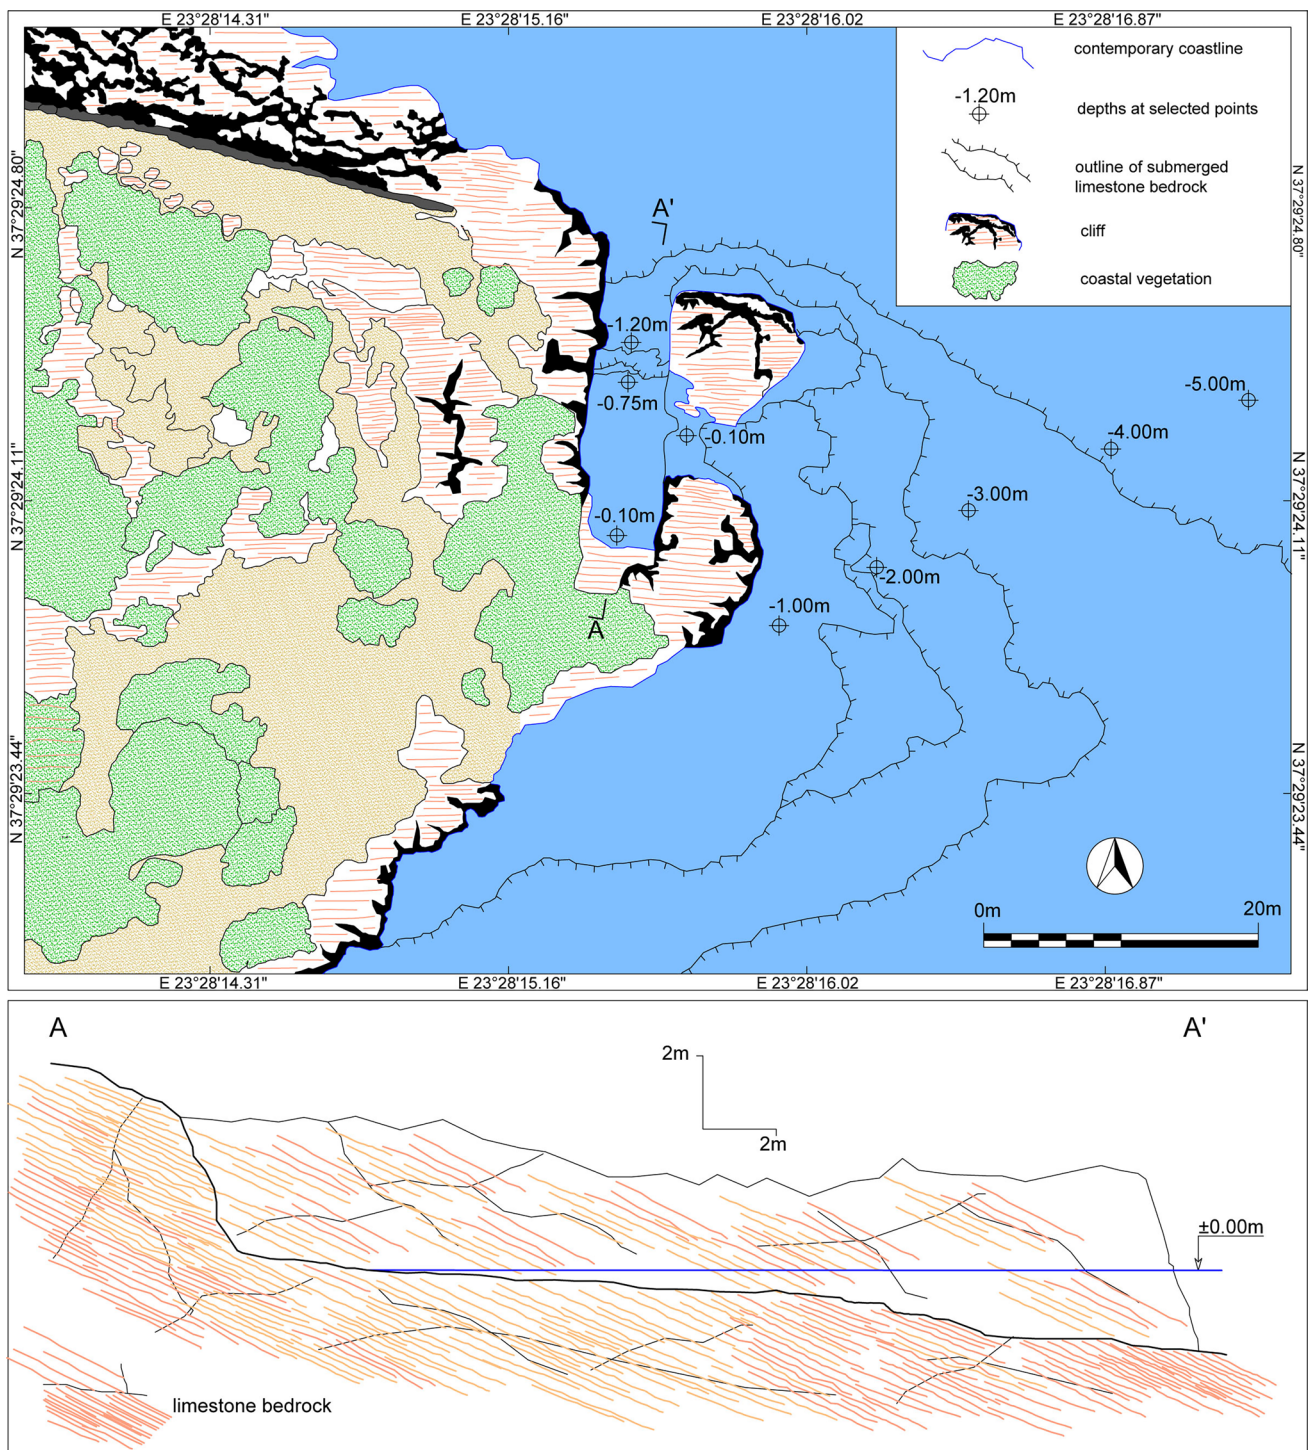 E 23°28'14.31"
E 23°28'15.16"
E 23°28'16.02
E 23°28'16.87"
contemporary coastline
-1.20m
depths at selected points
outline of submerged
limestone bedrock
cliff
coastal vegetation
N 37°29'24.80"
N 37°29'24.80"
A'
-1.20m
-0.75m
-0.10m
-5.00m
-4.00m
-3.00m
N 37°29'24.11"
N 37°29'24.11"
-0.10m
-2.00m
-1.00m
A
N 37°29'23.44"
N 37°29'23.44"
0m
20m
E 23°28'14.31"
E 23°28'15.16"
E 23°28'16.02
E 23°28'16.87"
A
A'
2m
2m
±0.00m
limestone bedrock